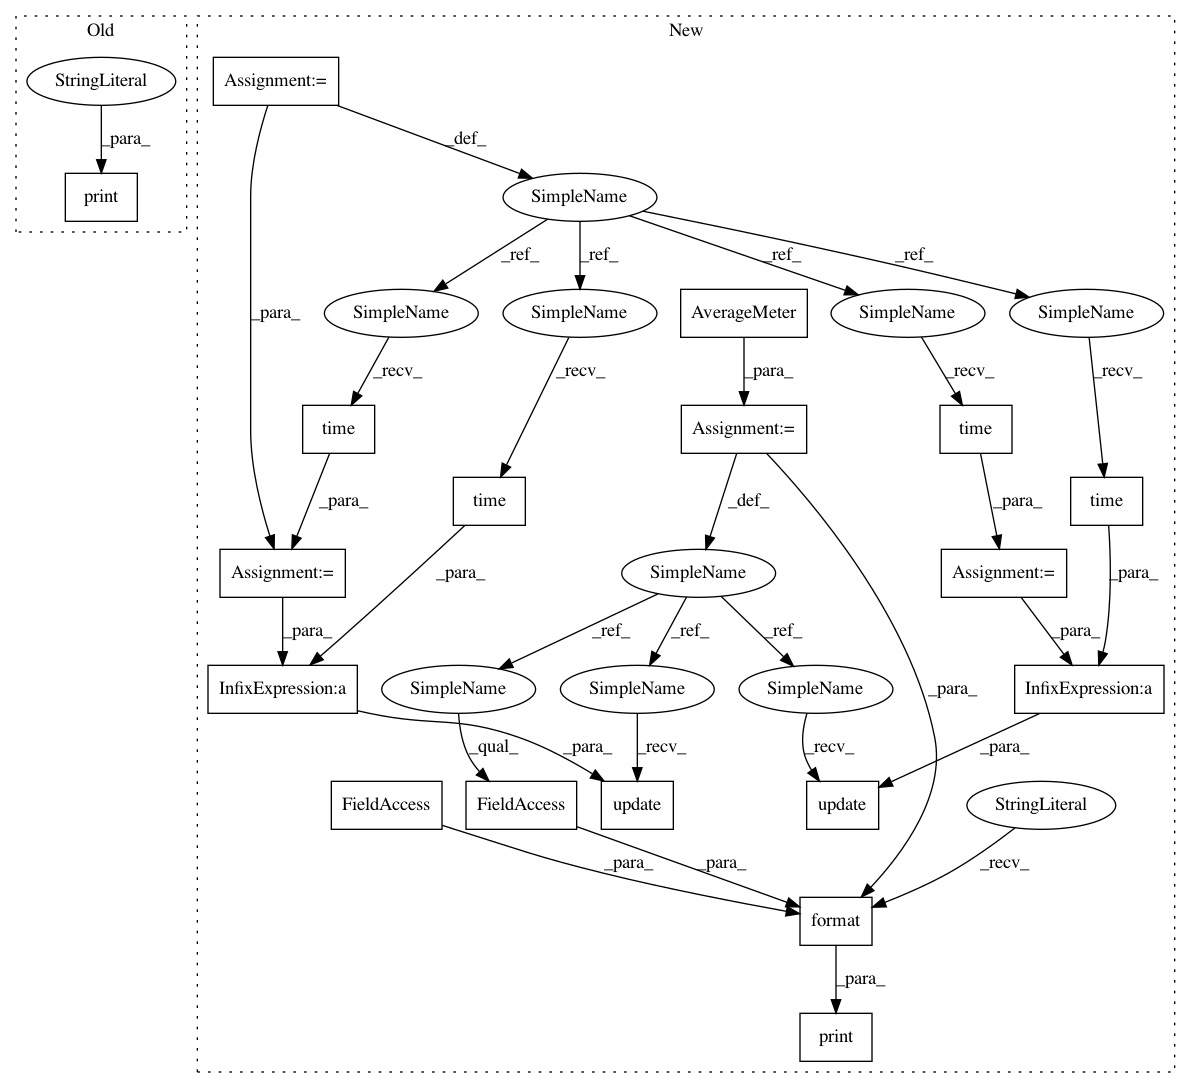 Old
New
StringLiteral
Assignment:=
_para_
_def_
print
SimpleName
_ref_
_ref_
_ref_
_ref_
_para_
SimpleName
SimpleName
AverageMeter
SimpleName
SimpleName
_recv_
_recv_
_para_
_recv_
_recv_
time
Assignment:=
time
_para_
time
_def_
_para_
time
Assignment:=
_para_
SimpleName
Assignment:=
_para_
_para_
_ref_
_ref_
_ref_
_para_
InfixExpression:a
SimpleName
SimpleName
SimpleName
_para_
InfixExpression:a
_qual_
_para_
_recv_
_recv_
_para_
FieldAccess
FieldAccess
update
update
StringLiteral
_para_
_para_
_recv_
format
_para_
print